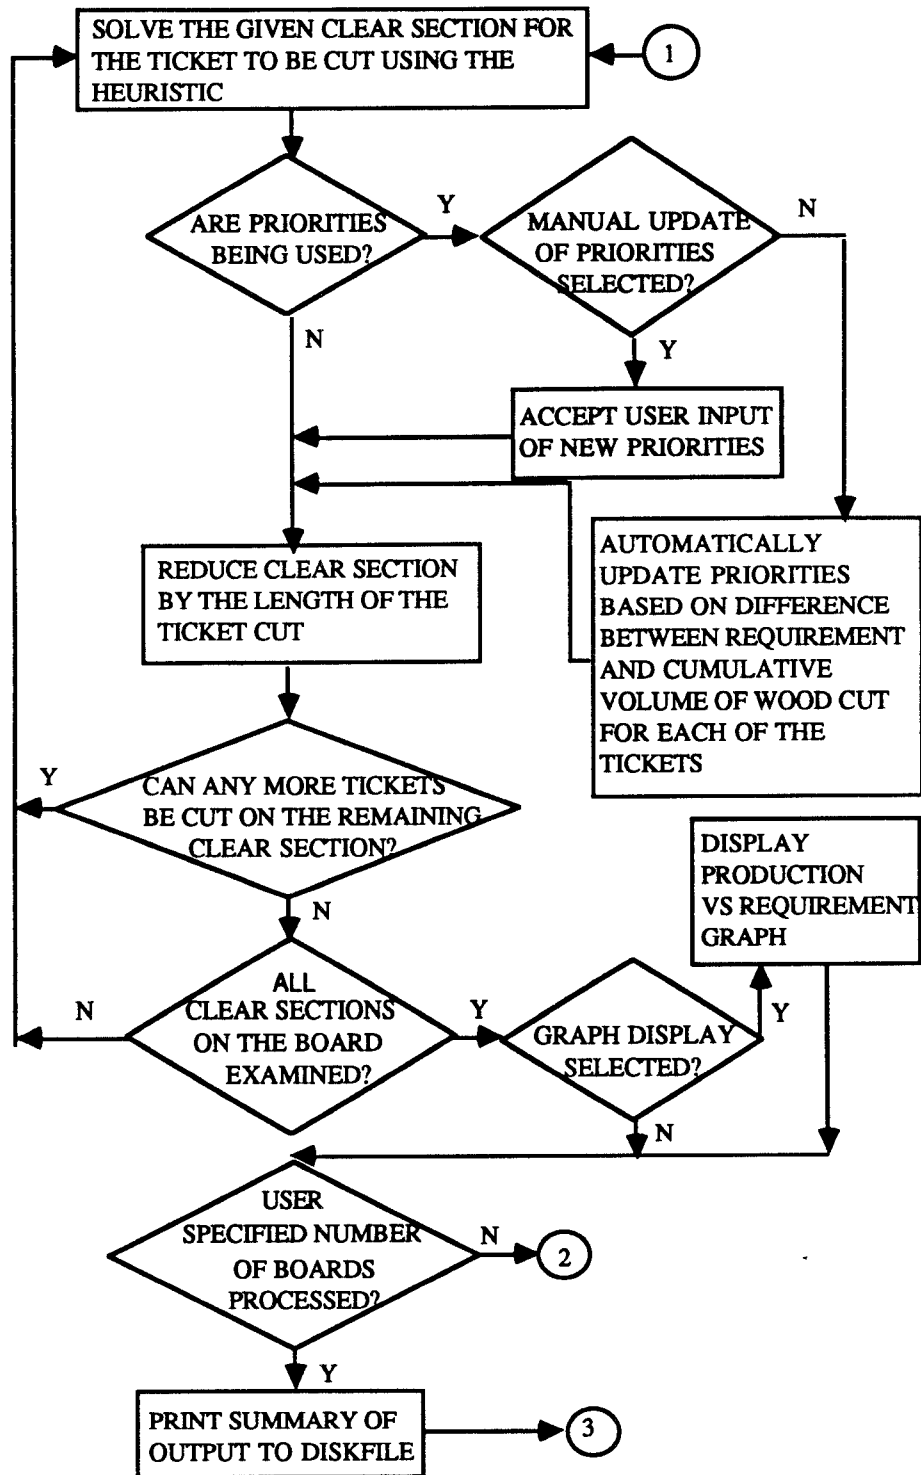 SOLVE THE GIVEN CLEAR SECTION FOR
THE TICKET TO BE CUT USING THE
HEURISTIC
1
ARE PRIORITIES
BEING USED?
Y
MANUAL UPDATE
OF PRIORITIES
SELECTED?
N
N
Y
ACCEPT USER INPUT
OF NEW PRIORITIES
REDUCE CLEAR SECTION
BY THE LENGTH OF THE
TICKET CUT
AUTOMATICALLY
UPDATE PRIORITIES
BASED ON DIFFERENCE
BETWEEN REQUIREMENT
AND CUMULATIVE
VOLUME OF WOOD CUT
FOR EACH OF THE
TICKETS
Y
CAN ANY MORE TICKETS
BE CUT ON THE REMAINING
CLEAR SECTION?
N
DISPLAY
PRODUCTION
VS REQUIREMENT
GRAPH
N
ALL
CLEAR SECTIONS
ON THE BOARD
EXAMINED?
Y
GRAPH DISPLAY
SELECTED?
Y
N
USER
SPECIFIED NUMBER
OF BOARDS
PROCESSED?
N
2
Y
PRINT SUMMARY OF
OUTPUT TO DISKFILE
3